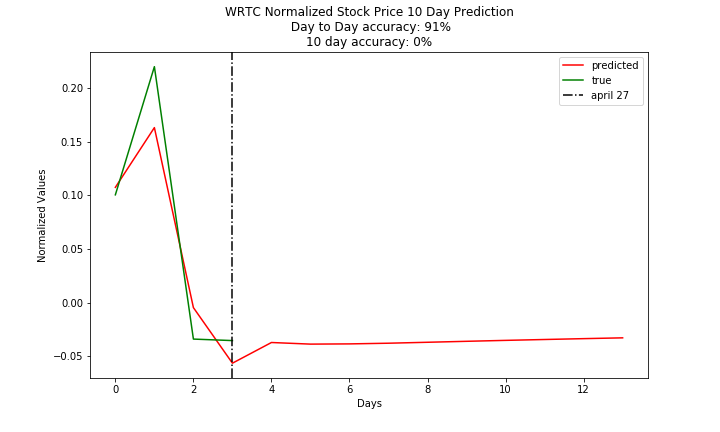 WRTC Normalized Stock Price 10 Day Prediction
Day to Day accuracy: 91%
10 day accuracy: 0%
predicted
true
april 27
Normalized Values
0.20
0.15
0.10
0.05
0.00
−0.05
0 2 4 6 8 10 12
Days